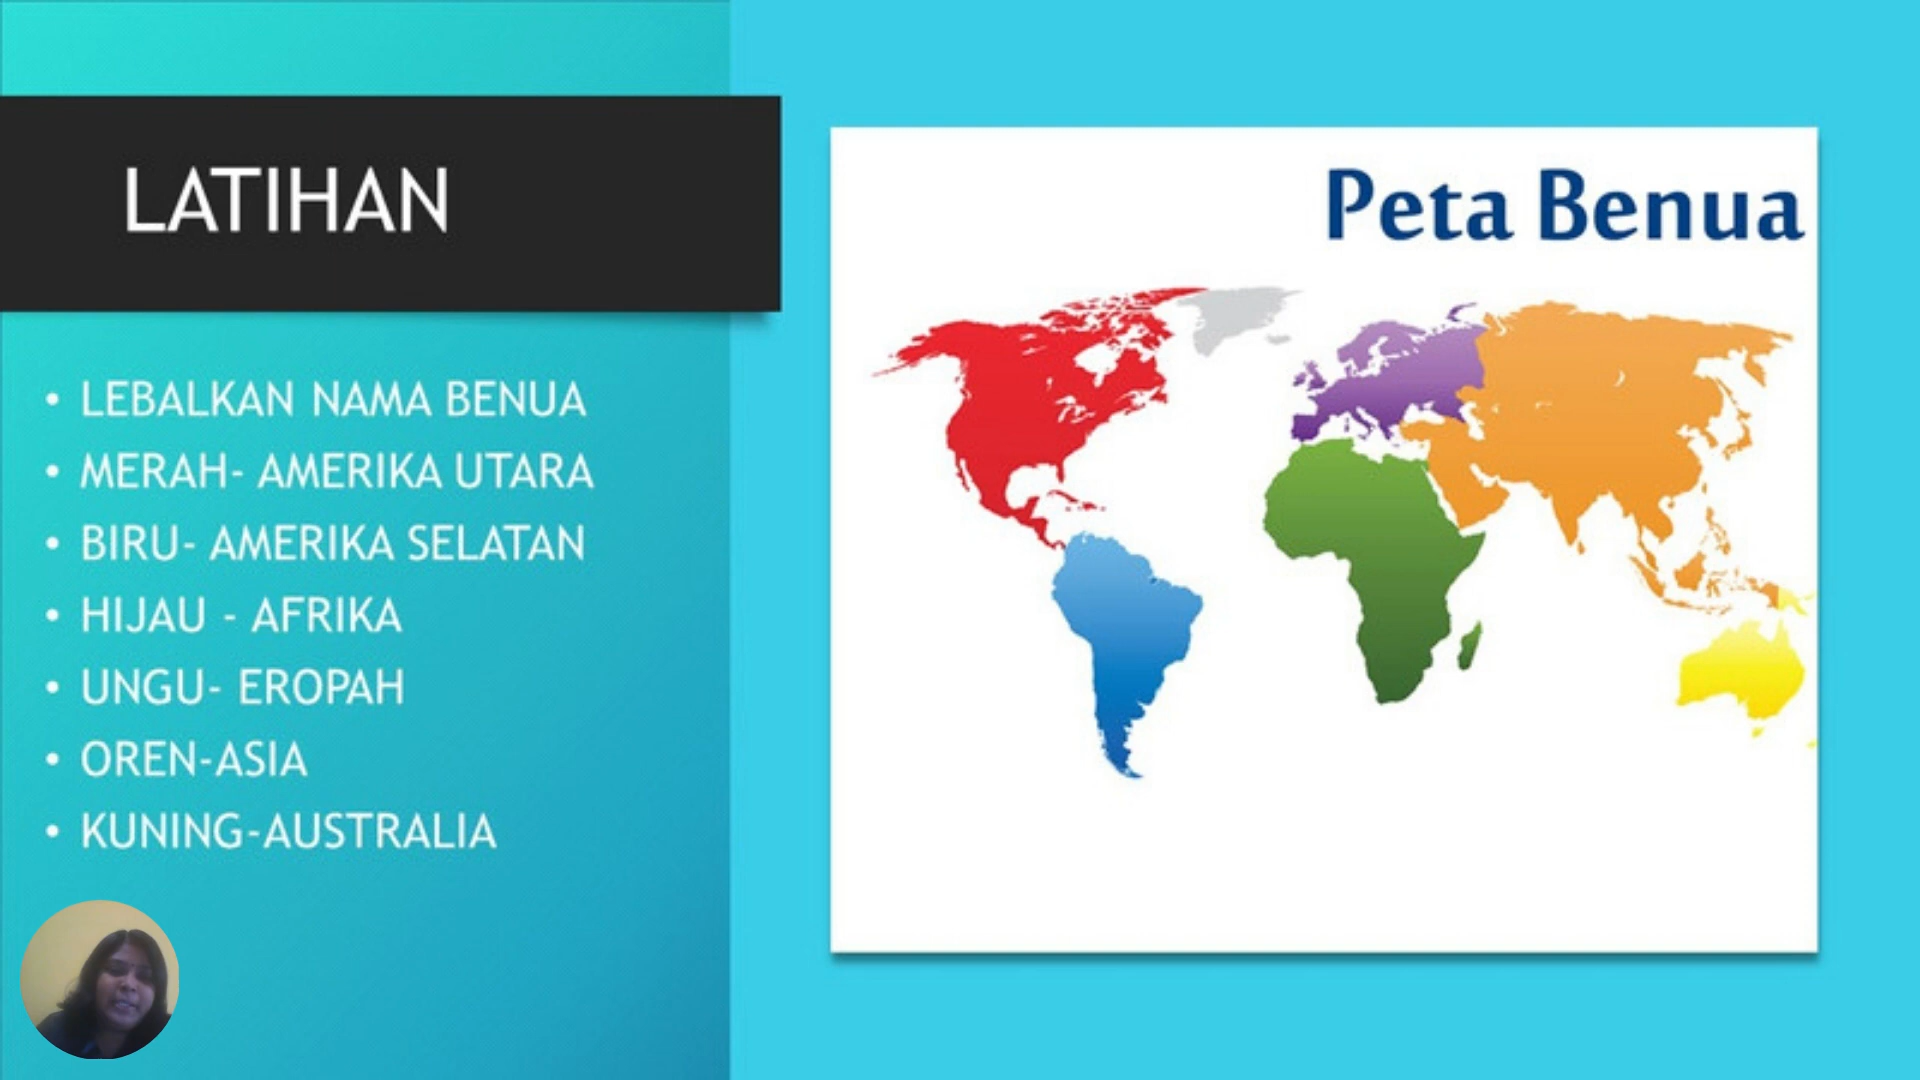 LATIHAN
LEBALKAN NAMA BENUA
MERAH- AMERIKA UTARA
BIRU- AMERIKA SELATAN
HIJAU - AFRIKA
UNGU- EROPAH
OREN-ASIA
KUNING-AUSTRALIA
Peta Benua